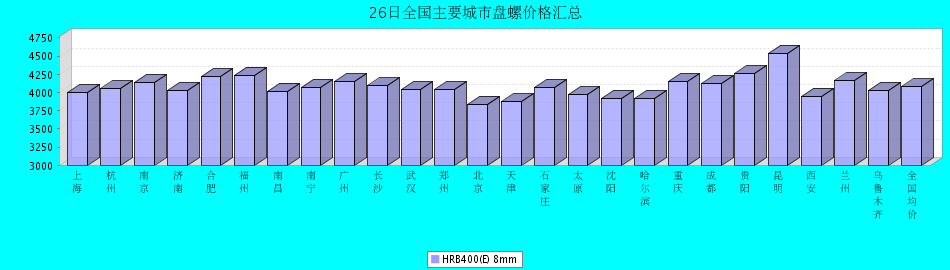 26日全国主要城市盘螺价格汇总
4750
4500
4250
4000
3750
3500
3250
3000
上海
杭州
南京
济南
合肥
福州
南昌
南宁
广州
长沙
武汉
郑州
北京
天津
石家庄
太原
沈阳
哈尔滨
重庆
成都
贵阳
昆明
西安
兰州
乌鲁木齐
全国均价
HRB400(E) 8mm